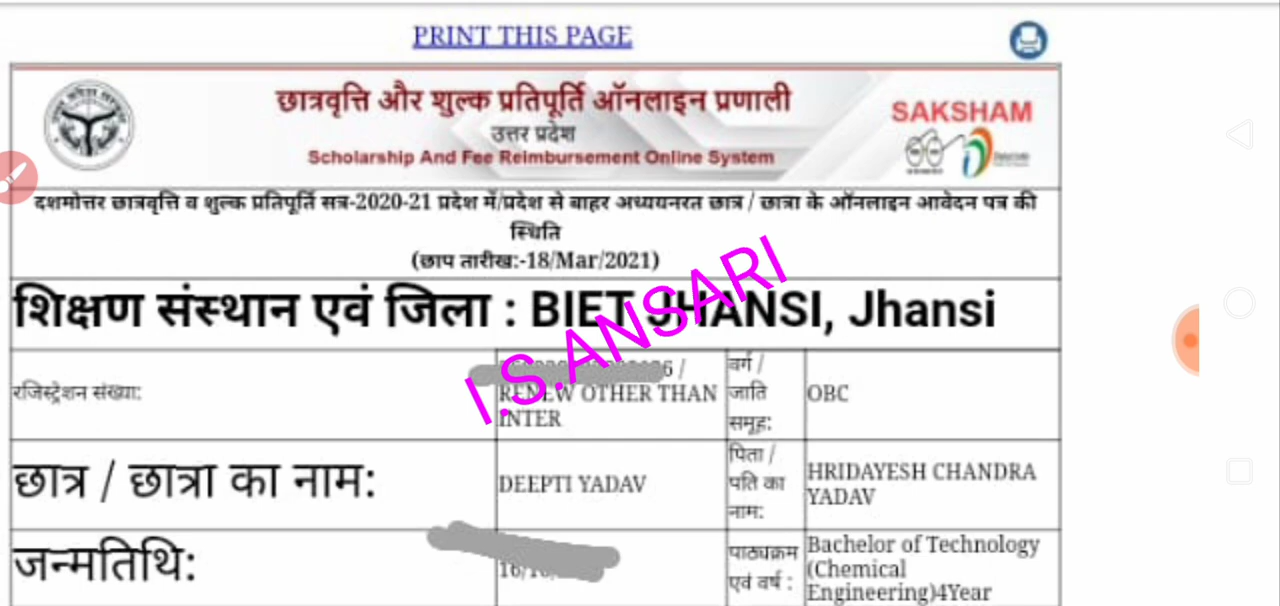 PRINT THIS PAGE
छात्रवृत्ति और शुल्क प्रतिपूर्ति ऑनलाइन प्रणाली
उत्तर प्रदेश
Scholarship And Fee Reimbursement Online System
SAKSHAM
दशमोत्तर छात्रवृत्ति व शुल्क प्रतिपूर्ति सत्र-2020-21 प्रदेश में/प्रदेश से बाहर अध्ययनरत छात्र / छात्रा के ऑनलाइन आवेदन पत्र की
स्थिति
(छाप तारीख:-18/Mar/2021)
I.S.ANSARI
शिक्षण संस्थान एवं जिला : BIET JHANSI, Jhansi
रजिस्ट्रेशन संख्या:
6 /
RENEW OTHER THAN
INTER
वर्ग /
जाति
समूह:
OBC
छात्र / छात्रा का नाम:
DEEPTI YADAV
पिता /
पति का
नाम:
HRIDAYESH CHANDRA
YADAV
जन्मतिथि:
16/
पाठ्यक्रम
एवं वर्ष :
Bachelor of Technology
(Chemical
Engineering)4Year